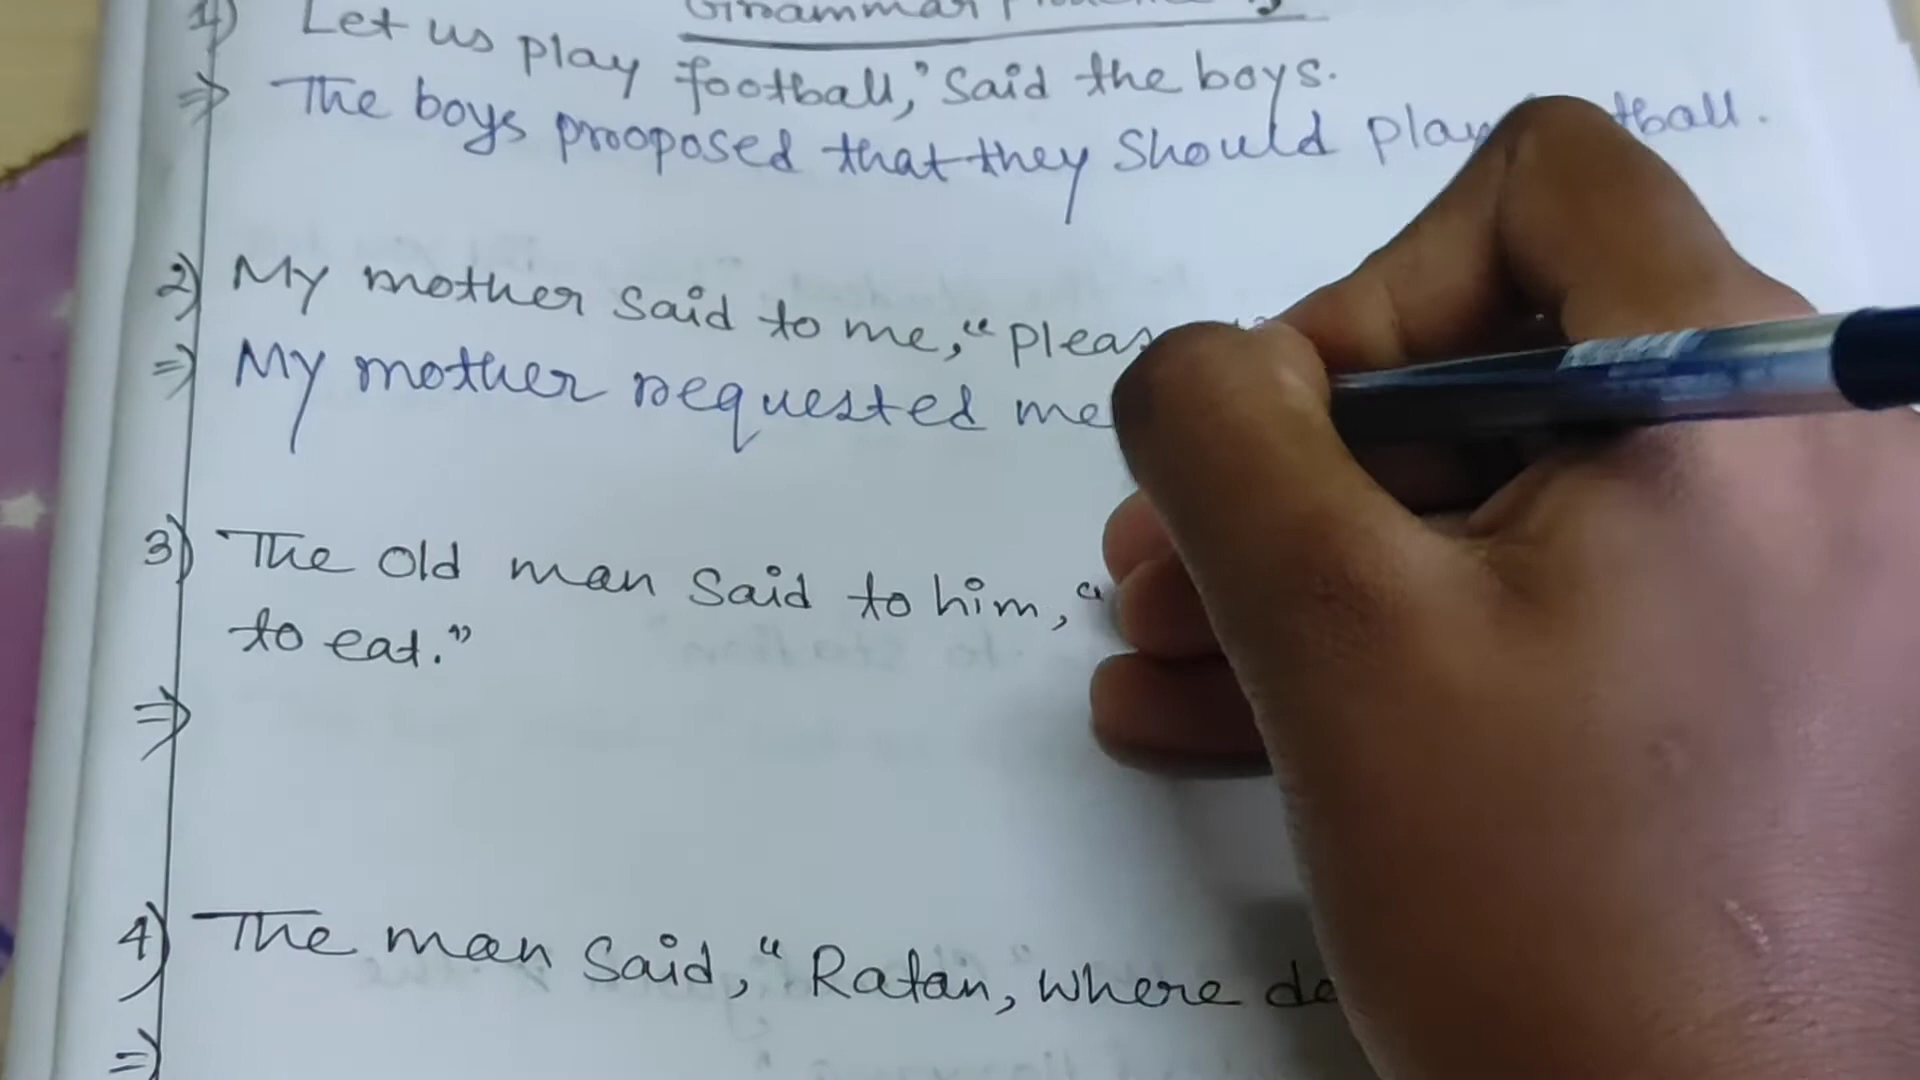 Grammar
1) Let us play football,” Said the boys.
⇒ The boys proposed that they should play
2) My mother said to me, “
⇒ My mother requested me
3) The old man said to him, “
to eat.”
⇒
4) The man said, “Ratan, where
⇒